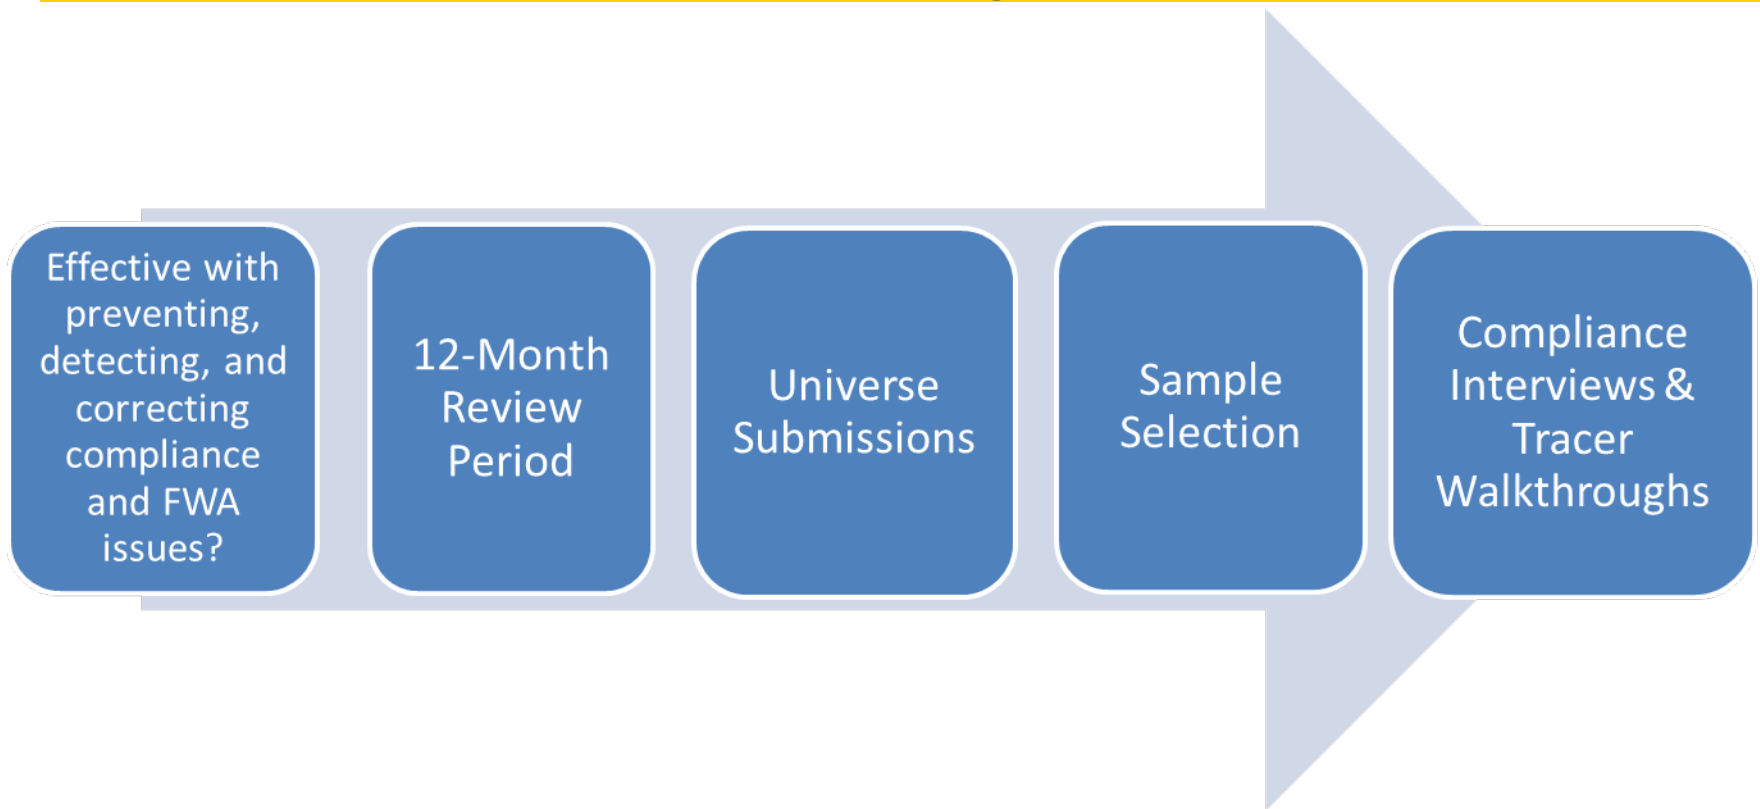 Effective with
preventing,
detecting, and
correcting
compliance
and FWA
issues?
12-Month
Review
Period
Universe
Submissions
Sample
Selection
Compliance
Interviews &
Tracer
Walkthroughs